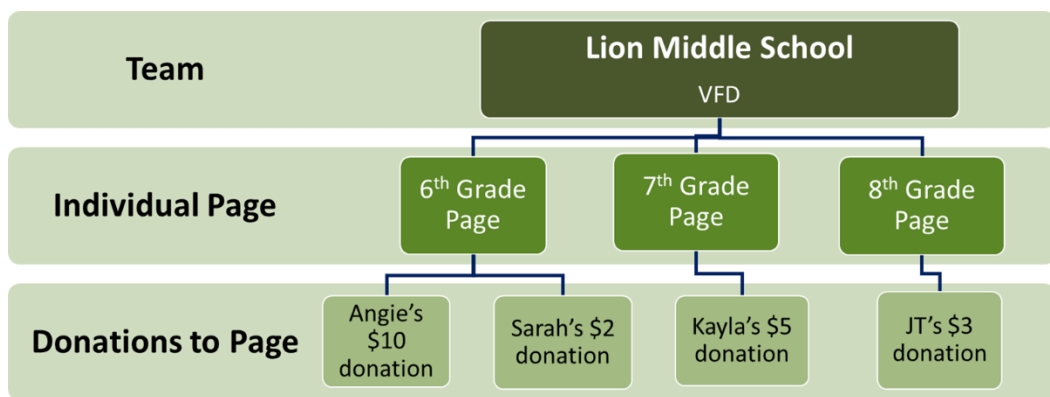 Team
Lion Middle School
VFD
Individual Page
6th Grade
Page
7th Grade
Page
8th Grade
Page
Donations to Page
Angie’s
$10
donation
Sarah’s $2
donation
Kayla’s $5
donation
JT’s $3
donation